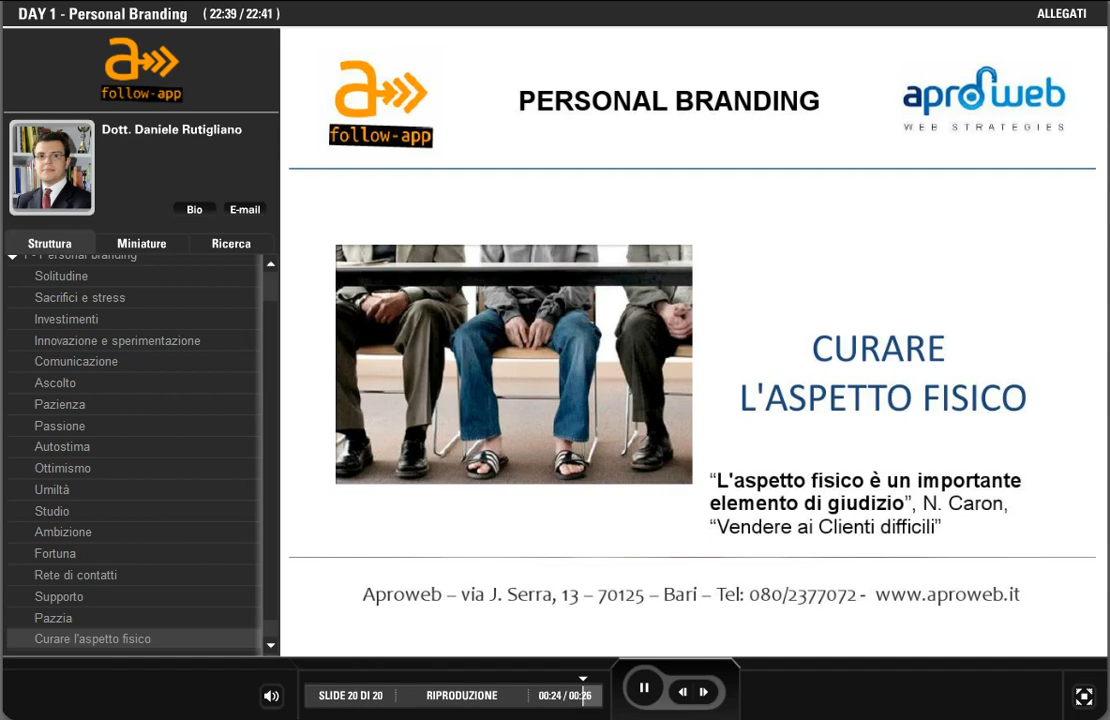 DAY 1 - Personal Branding ( 22:39 / 22:41 )
ALLEGATI
a
follow-app
Dott. Daniele Rutigliano
Bio
E-mail
Struttura
Miniature
Ricerca
1 - Personal branding
Solitudine
Sacrifici e stress
Investimenti
Innovazione e sperimentazione
Comunicazione
Ascolto
Pazienza
Passione
Autostima
Ottimismo
Umiltà
Studio
Ambizione
Fortuna
Rete di contatti
Supporto
Pazzia
Curare l'aspetto fisico
a
follow-app
PERSONAL BRANDING
aproweb
WEB STRATEGIES
CURARE
L'ASPETTO FISICO
“L'aspetto fisico è un importante
elemento di giudizio”, N. Caron,
“Vendere ai Clienti difficili”
Aproweb – via J. Serra, 13 – 70125 – Bari – Tel: 080/2377072 - www.aproweb.it
SLIDE 20 DI 20
RIPRODUZIONE
00:24 / 00:26